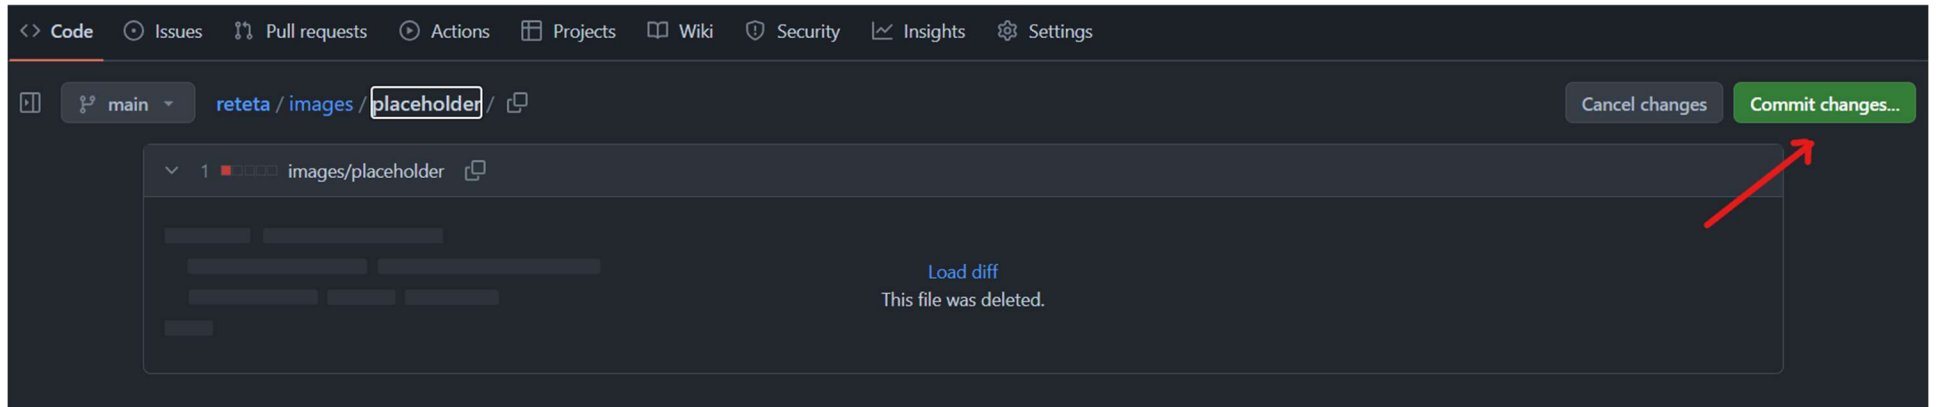 Code Issues Pull requests Actions Projects Wiki Security Insights Settings
main reteta / images / placeholder / Cancel changes Commit changes...
1 images/placeholder
Load diff
This file was deleted.